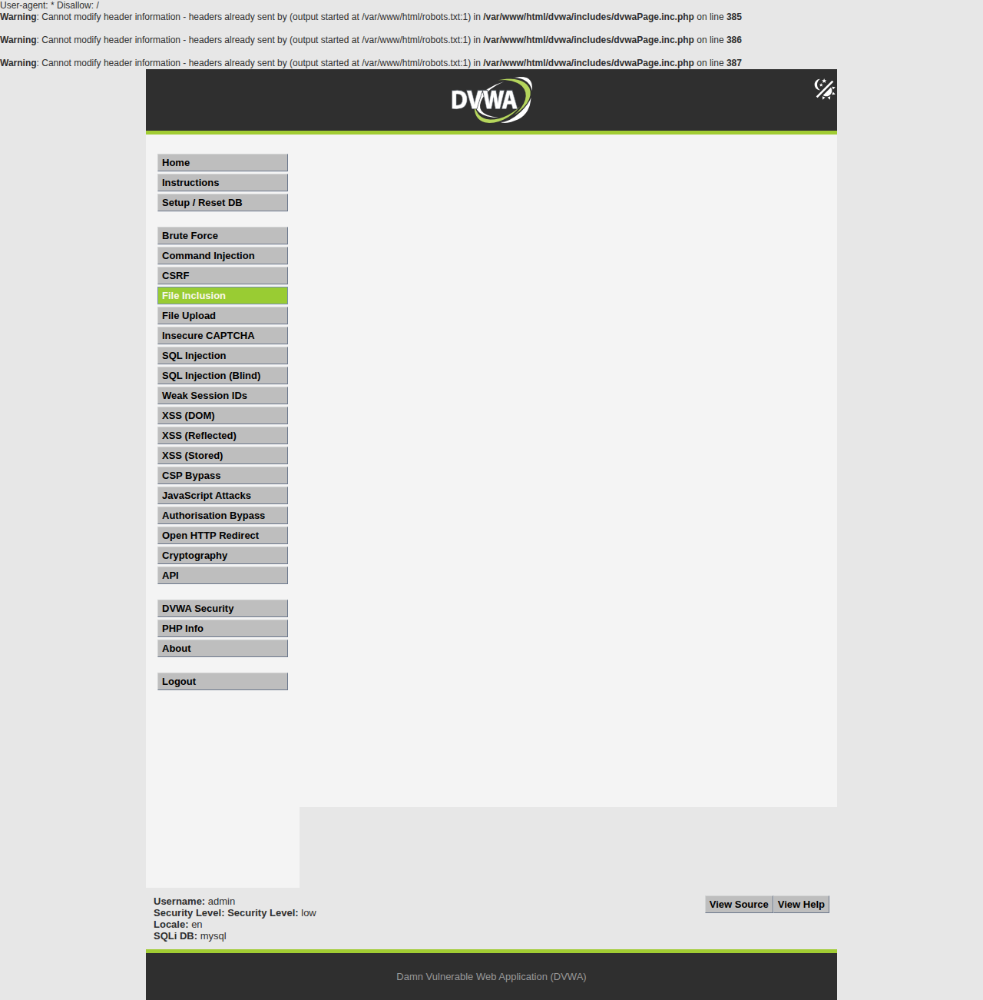 User-agent: * Disallow: /
Warning: Cannot modify header information - headers already sent by (output started at /var/www/html/robots.txt:1) in /var/www/html/dvwa/includes/dvwaPage.inc.php on line 385
Warning: Cannot modify header information - headers already sent by (output started at /var/www/html/robots.txt:1) in /var/www/html/dvwa/includes/dvwaPage.inc.php on line 386
Warning: Cannot modify header information - headers already sent by (output started at /var/www/html/robots.txt:1) in /var/www/html/dvwa/includes/dvwaPage.inc.php on line 387
DVWA
Home
Instructions
Setup / Reset DB
Brute Force
Command Injection
CSRF
File Inclusion
File Upload
Insecure CAPTCHA
SQL Injection
SQL Injection (Blind)
Weak Session IDs
XSS (DOM)
XSS (Reflected)
XSS (Stored)
CSP Bypass
JavaScript Attacks
Authorisation Bypass
Open HTTP Redirect
Cryptography
API
DVWA Security
PHP Info
About
Logout
Username: admin
Security Level: Security Level: low
Locale: en
SQLi DB: mysql
View Source View Help
Damn Vulnerable Web Application (DVWA)